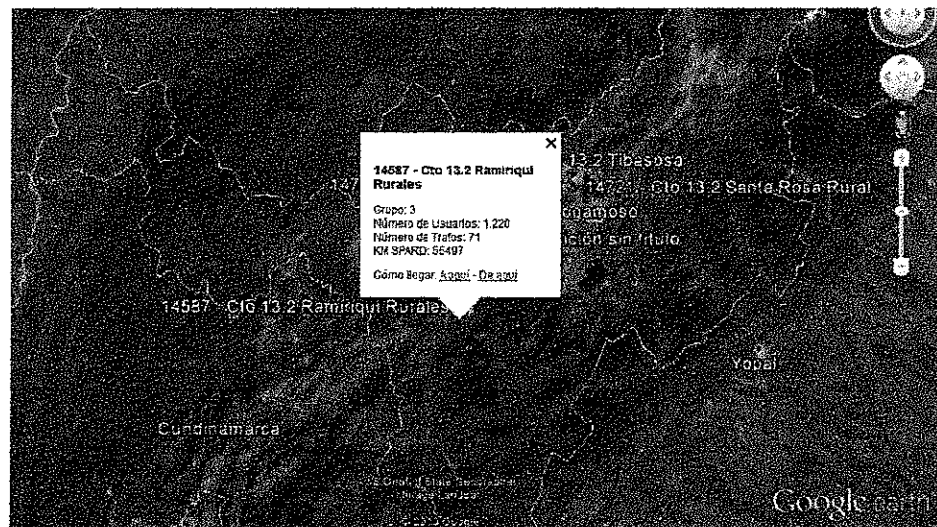 14587 - Cto 13.2 Ramiriqui
Rurales
Grupo: 3
Número de Usuarios: 1.220
Número de Trafos: 71
KM SPARD: 55497
Cómo llegar: Aquí - De aquí
13.2 Tibasosa
14721 - Cto 13.2 Santa Rosa Rural
ogamoso
ición sin título
14587 - Cto 13.2 Ramiriqui Rurales
Yopal
Cundinamarca
Google earth